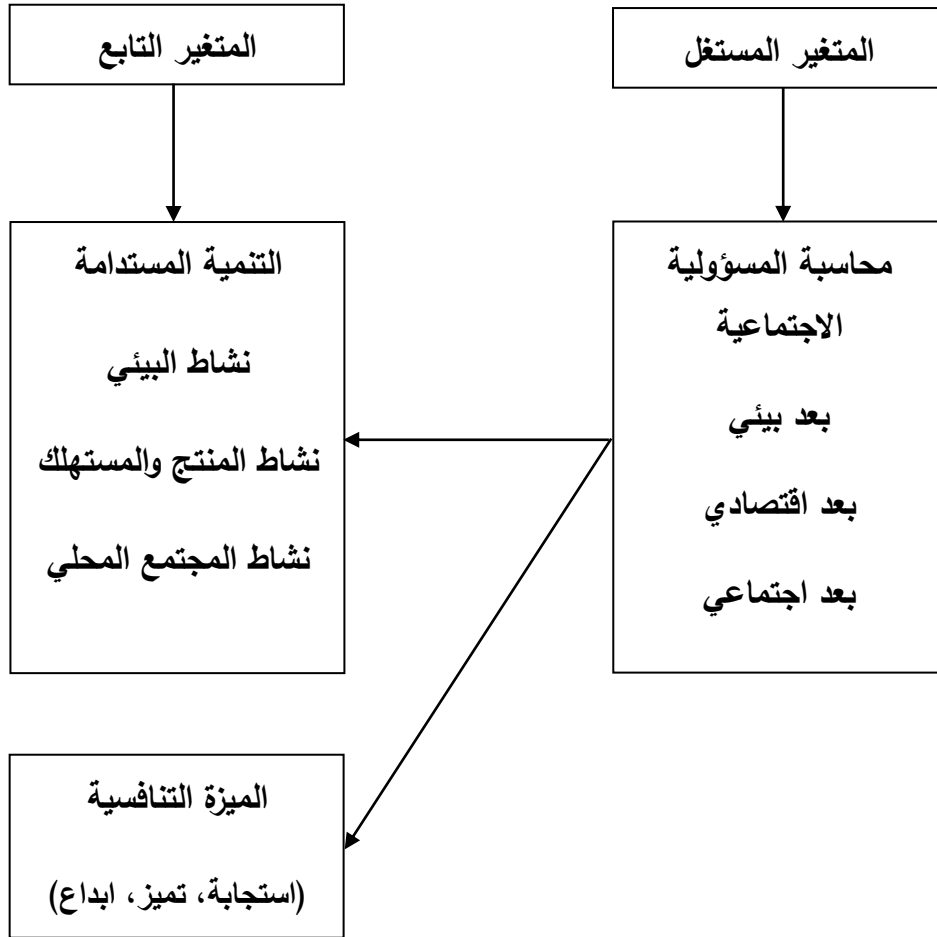 المتغير المستغل
المتغير التابع
محاسبة المسؤولية
الاجتماعية
بعد بيئي
بعد اقتصادي
بعد اجتماعي
التنمية المستدامة
نشاط البيئي
نشاط المنتج والمستهلك
نشاط المجتمع المحلي
الميزة التنافسية
(استجابة، تميز، ابداع)